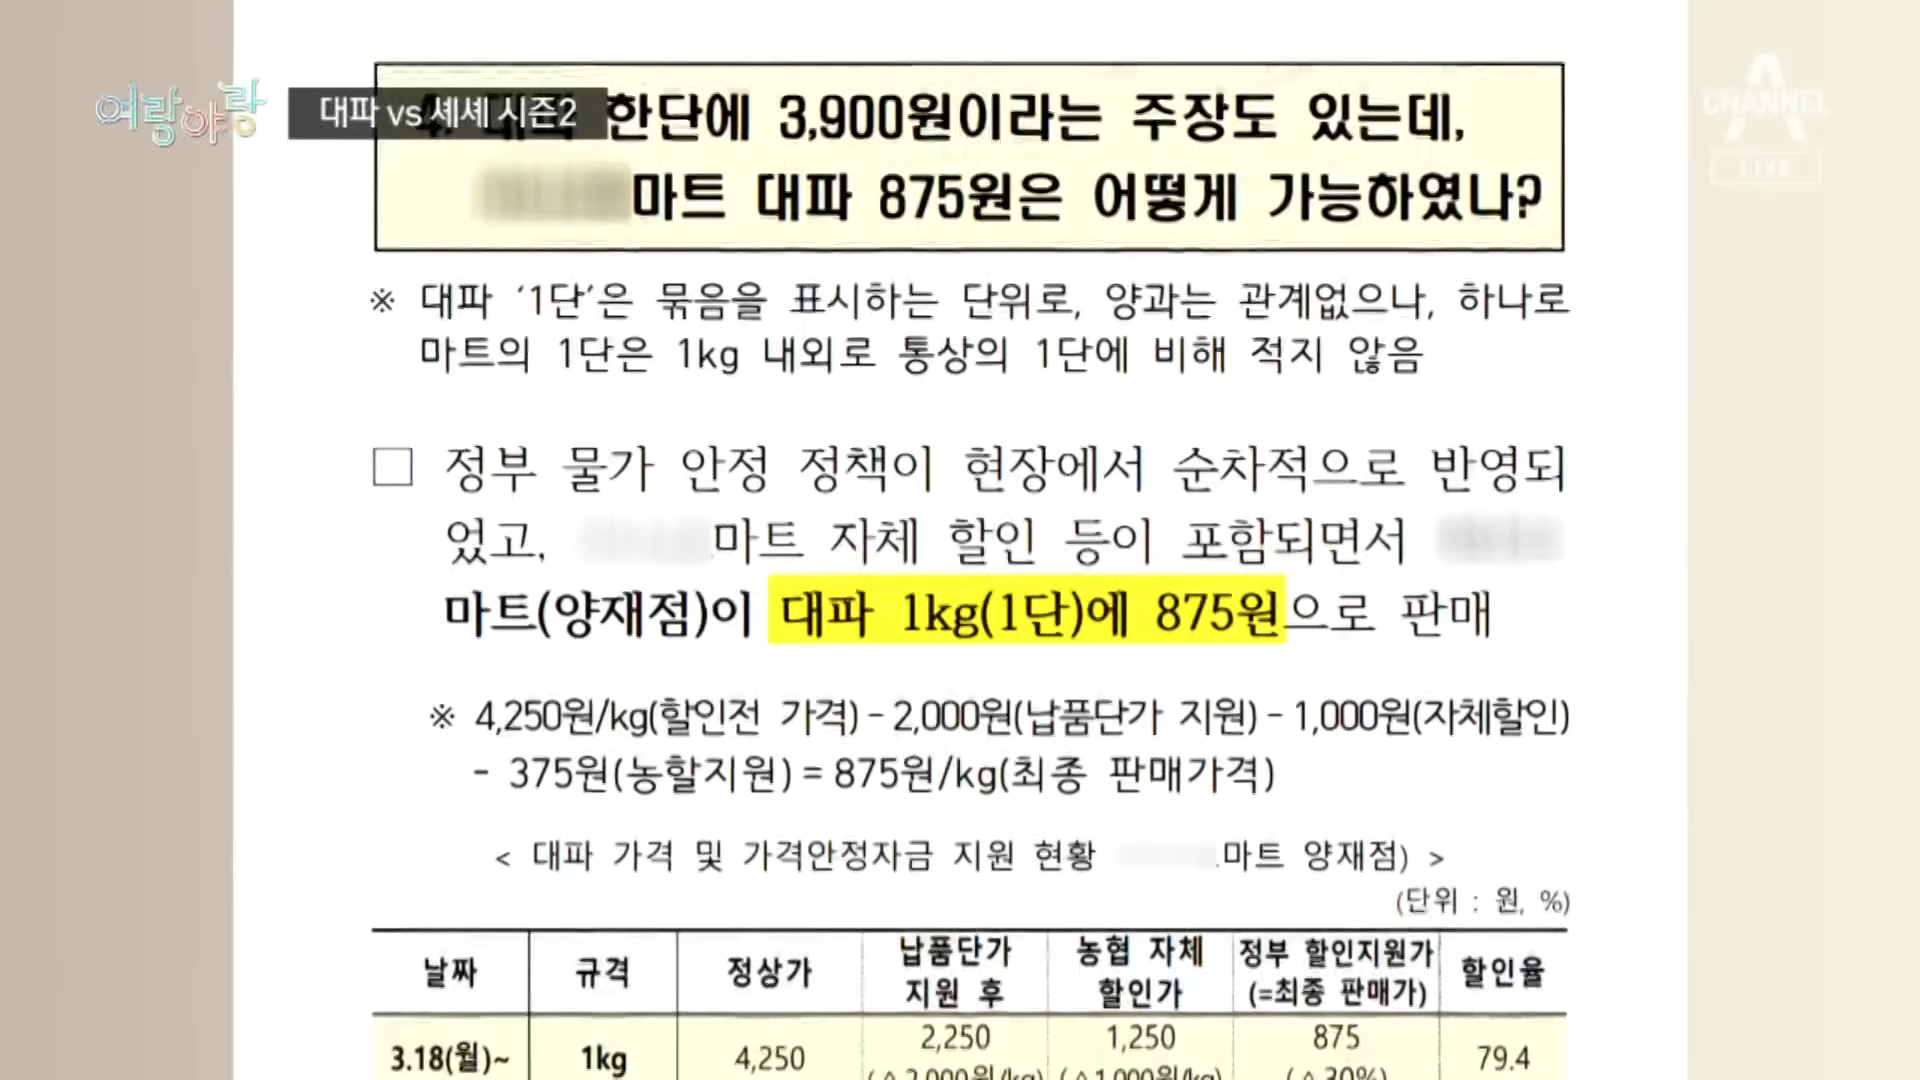 여랑야랑
대파 vs 셰셰 시즌2
CHANNEL A
LIVE
한단에 3,900원이라는 주장도 있는데,
마트 대파 875원은 어떻게 가능하였나?
※ 대파 ‘1단’은 묶음을 표시하는 단위로, 양과는 관계없으나, 하나로
마트의 1단은 1kg 내외로 통상의 1단에 비해 적지 않음
□ 정부 물가 안정 정책이 현장에서 순차적으로 반영되
었고, 마트 자체 할인 등이 포함되면서
마트(양재점)이 대파 1kg(1단)에 875원으로 판매
※ 4,250원/kg(할인전 가격) - 2,000원(납품단가 지원) - 1,000원(자체할인)
- 375원(농할지원) = 875원/kg(최종 판매가격)
< 대파 가격 및 가격안정자금 지원 현황 마트 양재점) >
(단위 : 원, %)
날짜 규격 정상가 납품단가 지원 후 농협 자체 할인가 정부 할인지원가 (=최종 판매가) 할인율
3.18(월)~ 1kg 4,250 2,250 1,250 875 79.4